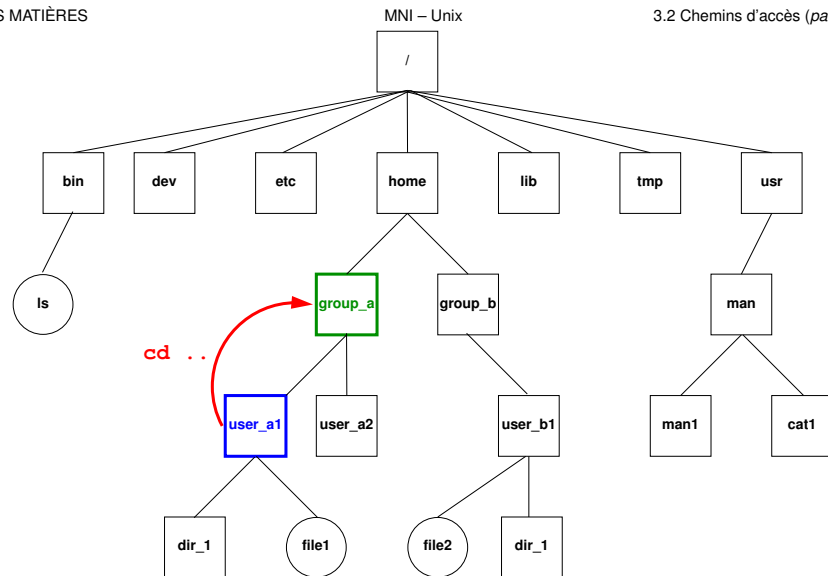 S MATIÈRES MNI – Unix 3.2 Chemins d'accès (pa
/
bin dev etc home lib tmp usr
ls group_a group_b man
cd ..
user_a1 user_a2 user_b1 man1 cat1
dir_1 file1 file2 dir_1